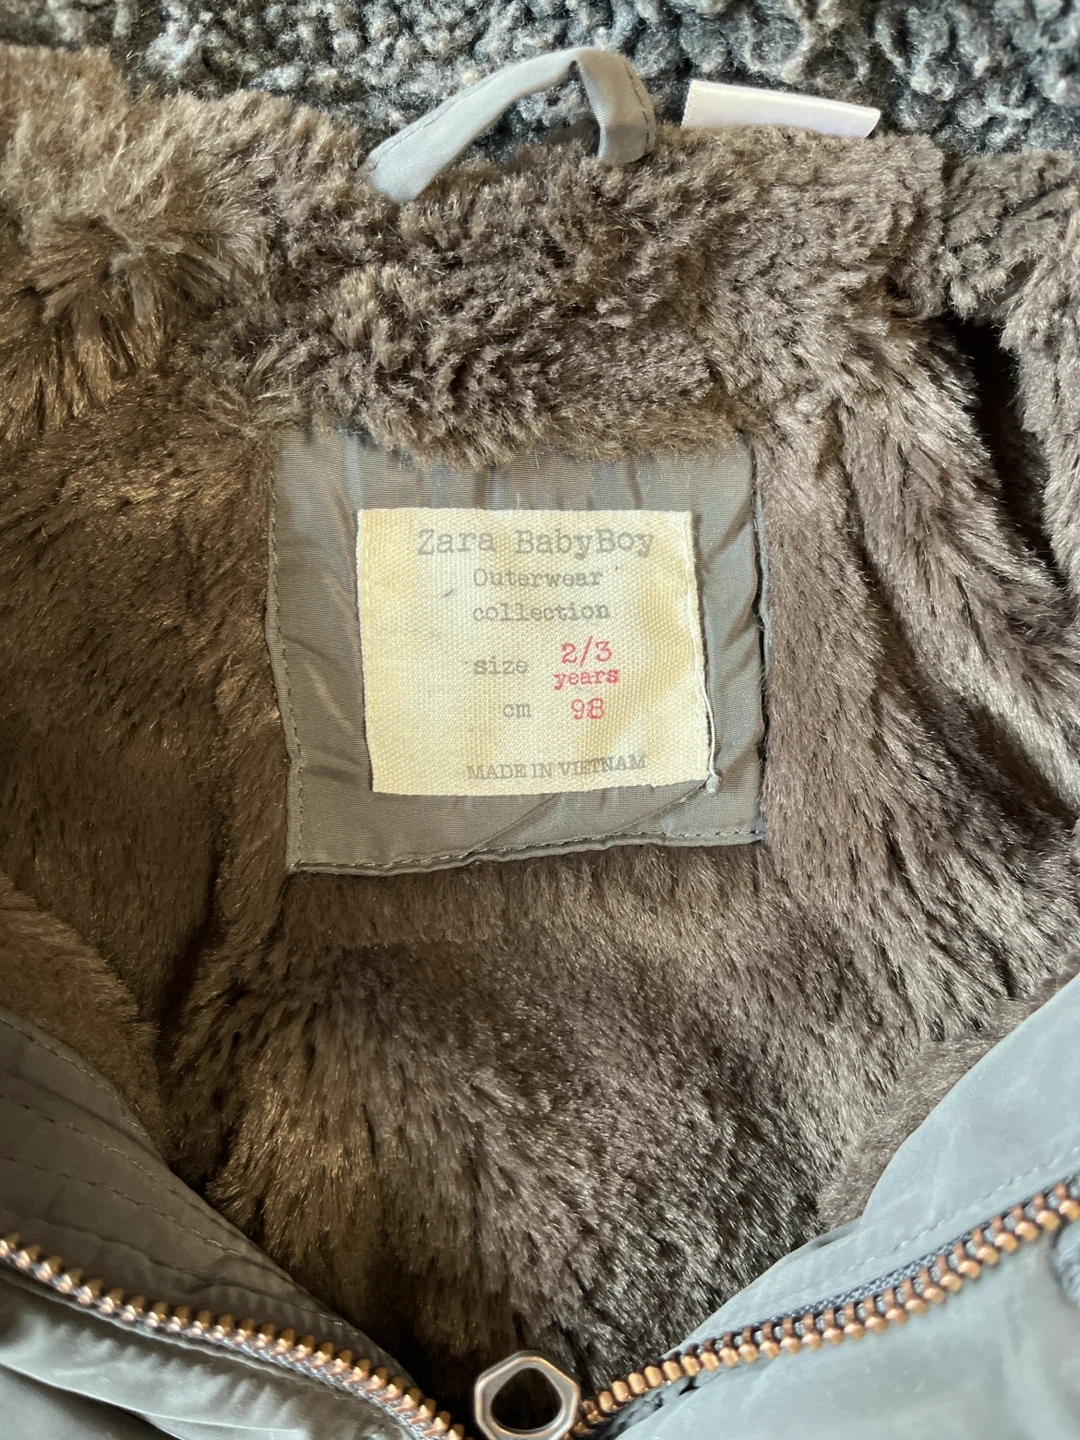 Zara BabyBoy
Outerwear
collection
size 2/3
years
cm 98
MADE IN VIETNAM